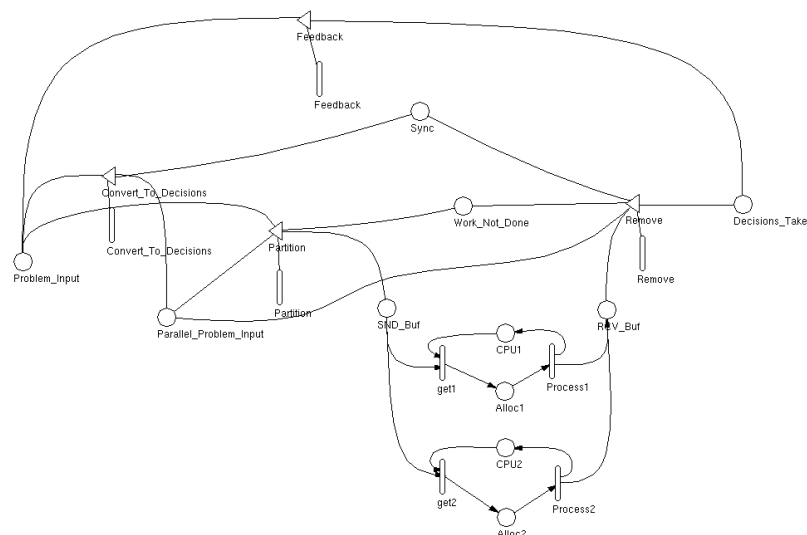 Feedback
Feedback
Sync
Convert_To_Decisions
Work_Not_Done
Remove
Decisions_Take
Convert_To_Decisions
Partition
Problem_Input
Remove
Partition
Parallel_Problem_Input
SND_Buf
RCV_Buf
CPU1
get1
Process1
Alloc1
CPU2
get2
Process2
Alloc2